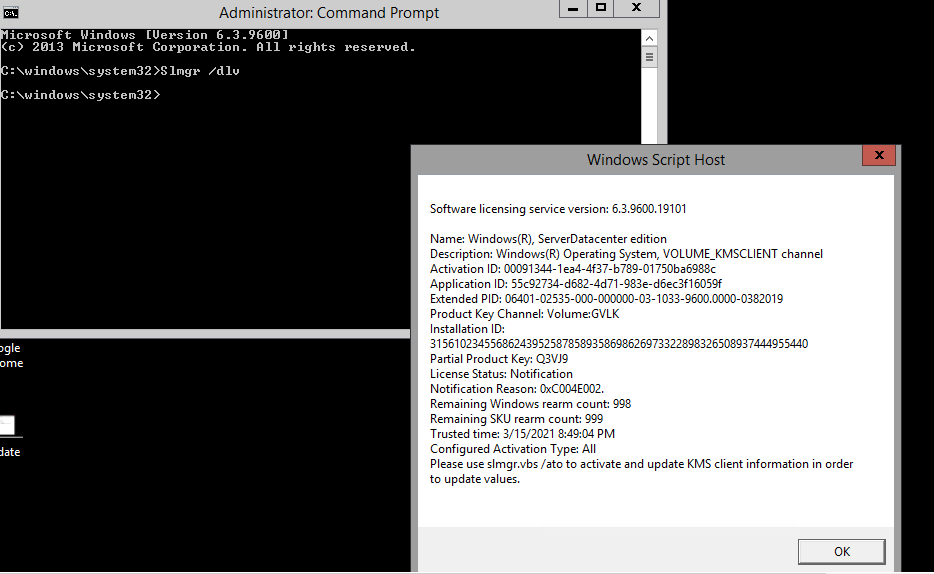 Administrator: Command Prompt
Microsoft Windows [Version 6.3.9600]
(c) 2013 Microsoft Corporation. All rights reserved.
C:\windows\system32>Slmgr /dlv
C:\windows\system32>
Windows Script Host
Software licensing service version: 6.3.9600.19101
Name: Windows(R), ServerDatacenter edition
Description: Windows(R) Operating System, VOLUME_KMSCLIENT channel
Activation ID: 00091344-1ea4-4f37-b789-01750ba6988c
Application ID: 55c92734-d682-4d71-983e-d6ec3f16059f
Extended PID: 06401-02535-000-000000-03-1033-9600.0000-0382019
Product Key Channel: Volume:GVLK
Installation ID:
315610234556862439525878589358698626973322898326508937444955440
Partial Product Key: Q3VJ9
License Status: Notification
Notification Reason: 0xC004E002.
Remaining Windows rearm count: 998
Remaining SKU rearm count: 999
Trusted time: 3/15/2021 8:49:04 PM
Configured Activation Type: All
Please use slmgr.vbs /ato to activate and update KMS client information in order
to update values.
OK
ogle
ome
date